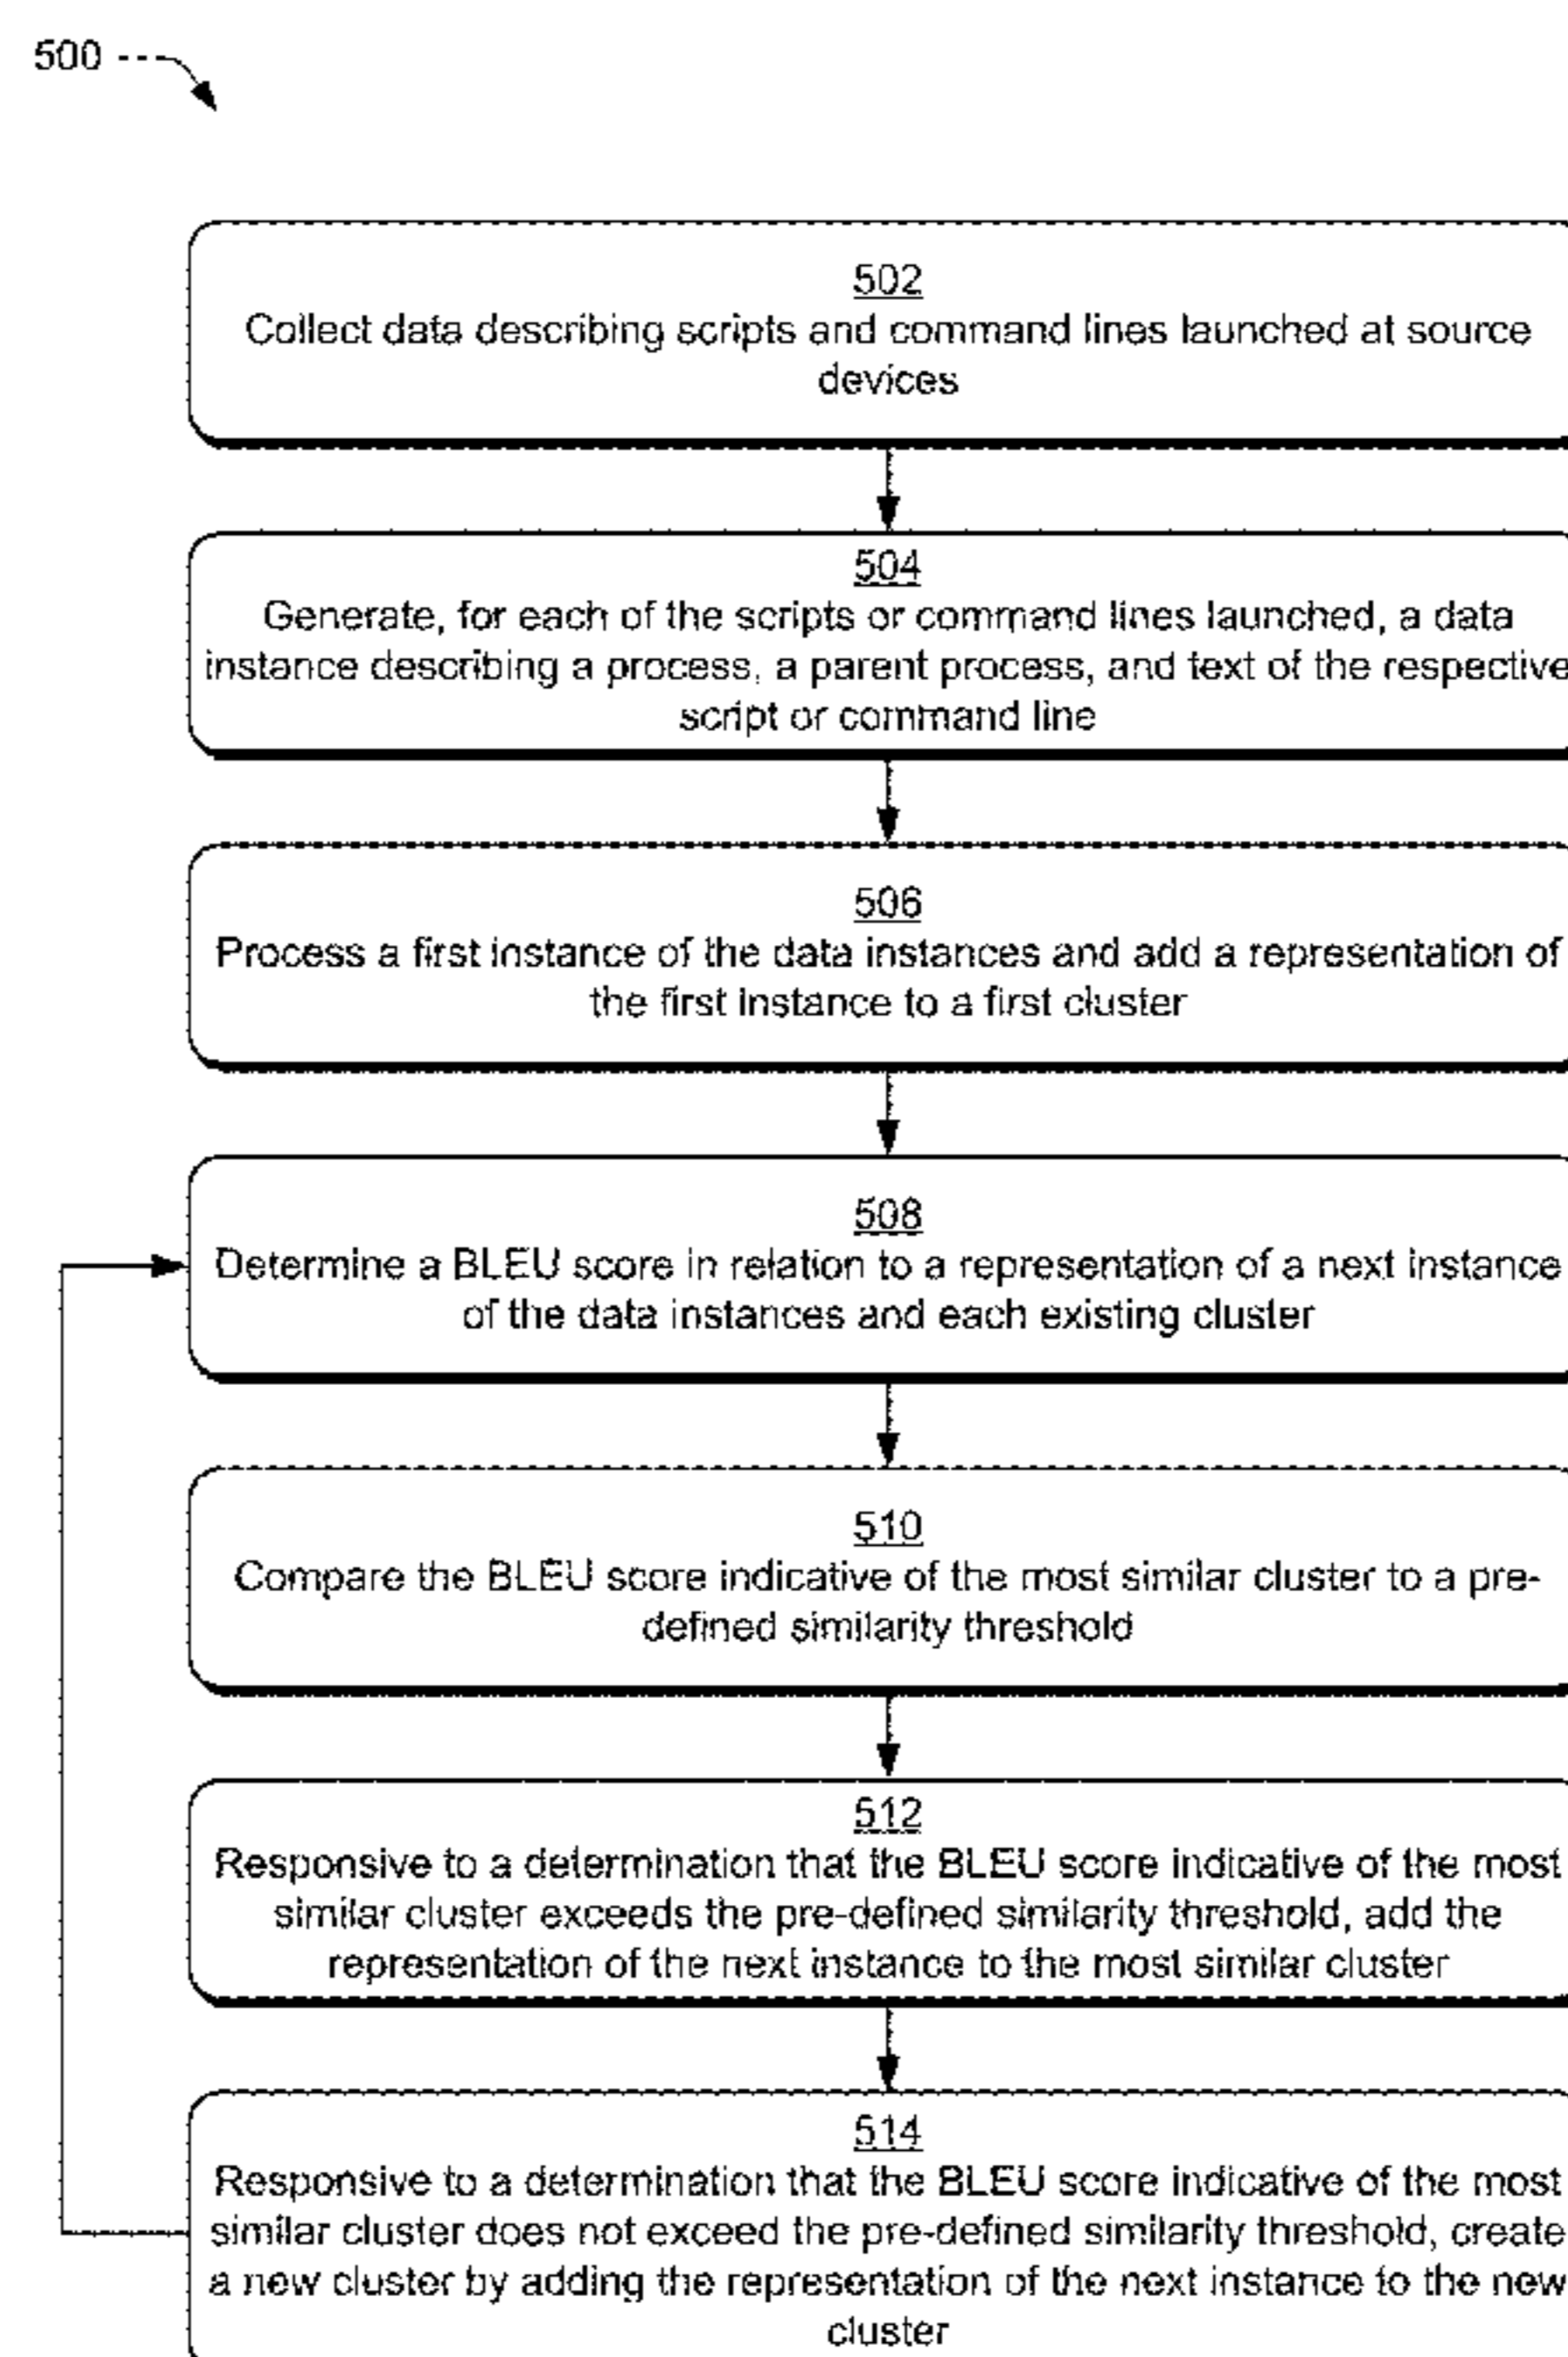 500
502
Collect data describing scripts and command lines launched at source
devices
504
Generate, for each of the scripts or command lines launched, a data
instance describing a process, a parent process, and text of the respective
script or command line
506
Process a first instance of the data instances and add a representation of
the first instance to a first cluster
508
Determine a BLEU score in relation to a representation of a next instance
of the data instances and each existing cluster
510
Compare the BLEU score indicative of the most similar cluster to a pre-
defined similarity threshold
512
Responsive to a determination that the BLEU score indicative of the most
similar cluster exceeds the pre-defined similarity threshold, add the
representation of the next instance to the most similar cluster
514
Responsive to a determination that the BLEU score indicative of the most
similar cluster does not exceed the pre-defined similarity threshold, create
a new cluster by adding the representation of the next instance to the new
cluster